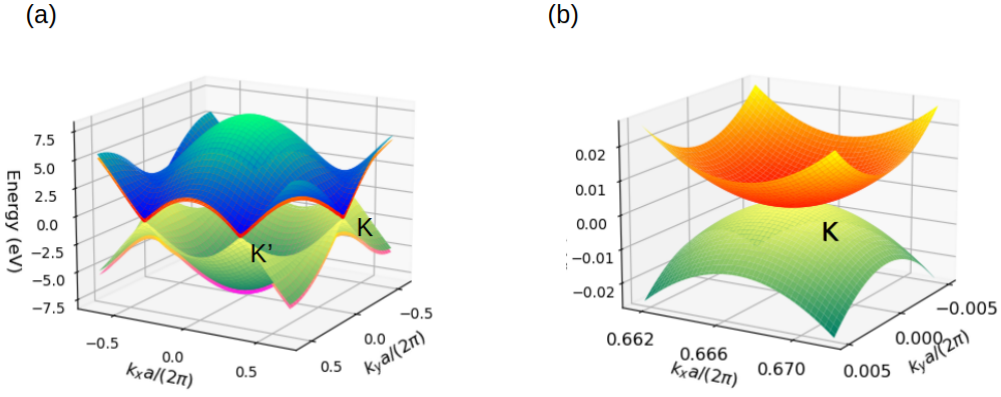 (a)
(b)
Energy (eV)
7.5
5.0
2.5
0.0
−2.5
−5.0
−7.5
K
K’
−0.5
0.0
0.5
kₓa/(2π)
−0.5
0.0
0.5
kᵧa/(2π)
0.02
0.01
0.00
−0.01
−0.02
K
0.662
0.666
0.670
kₓa/(2π)
−0.005
0.000
0.005
kᵧa/(2π)